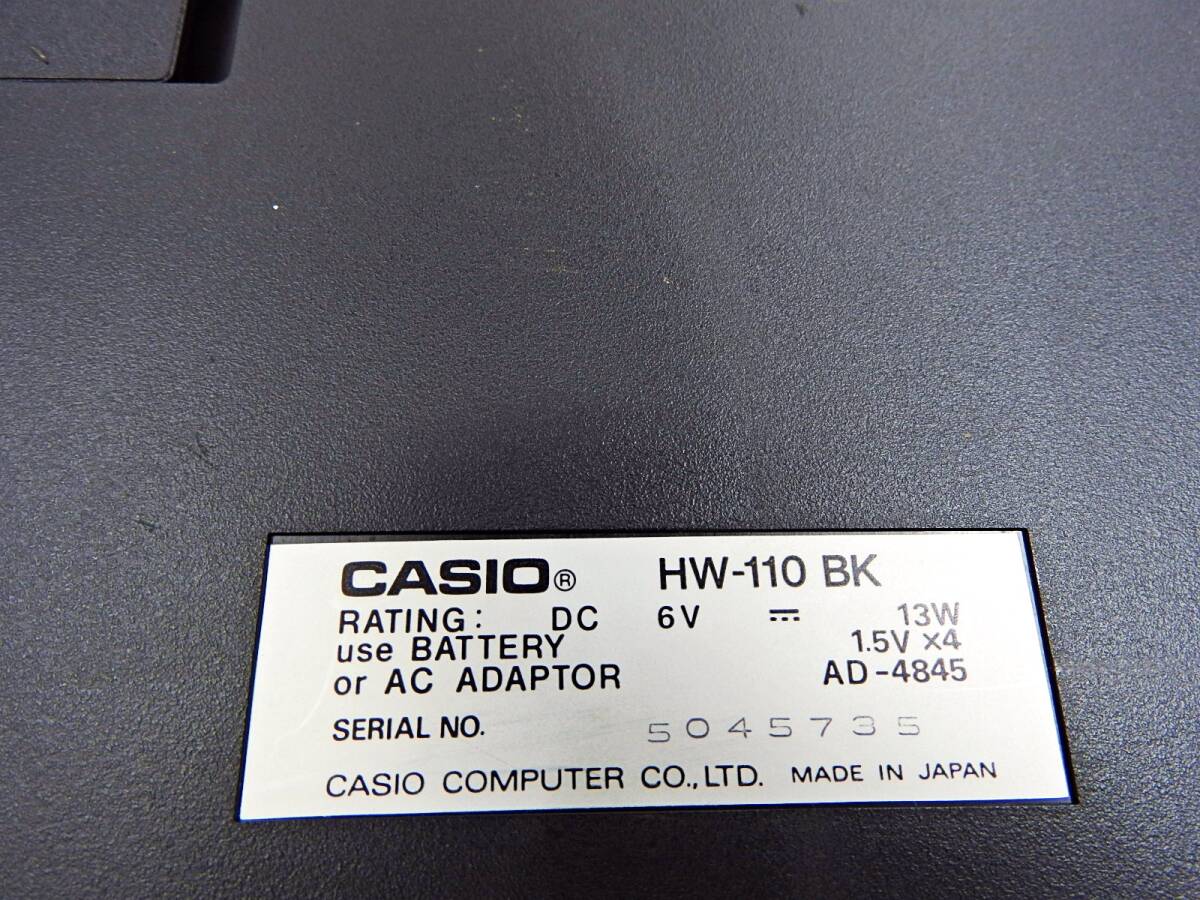 CASIO® HW-110 BK
RATING: DC 6V ⎓ 13W
use BATTERY 1.5V X4
or AC ADAPTOR AD-4845
SERIAL NO. 5045735
CASIO COMPUTER CO.,LTD. MADE IN JAPAN